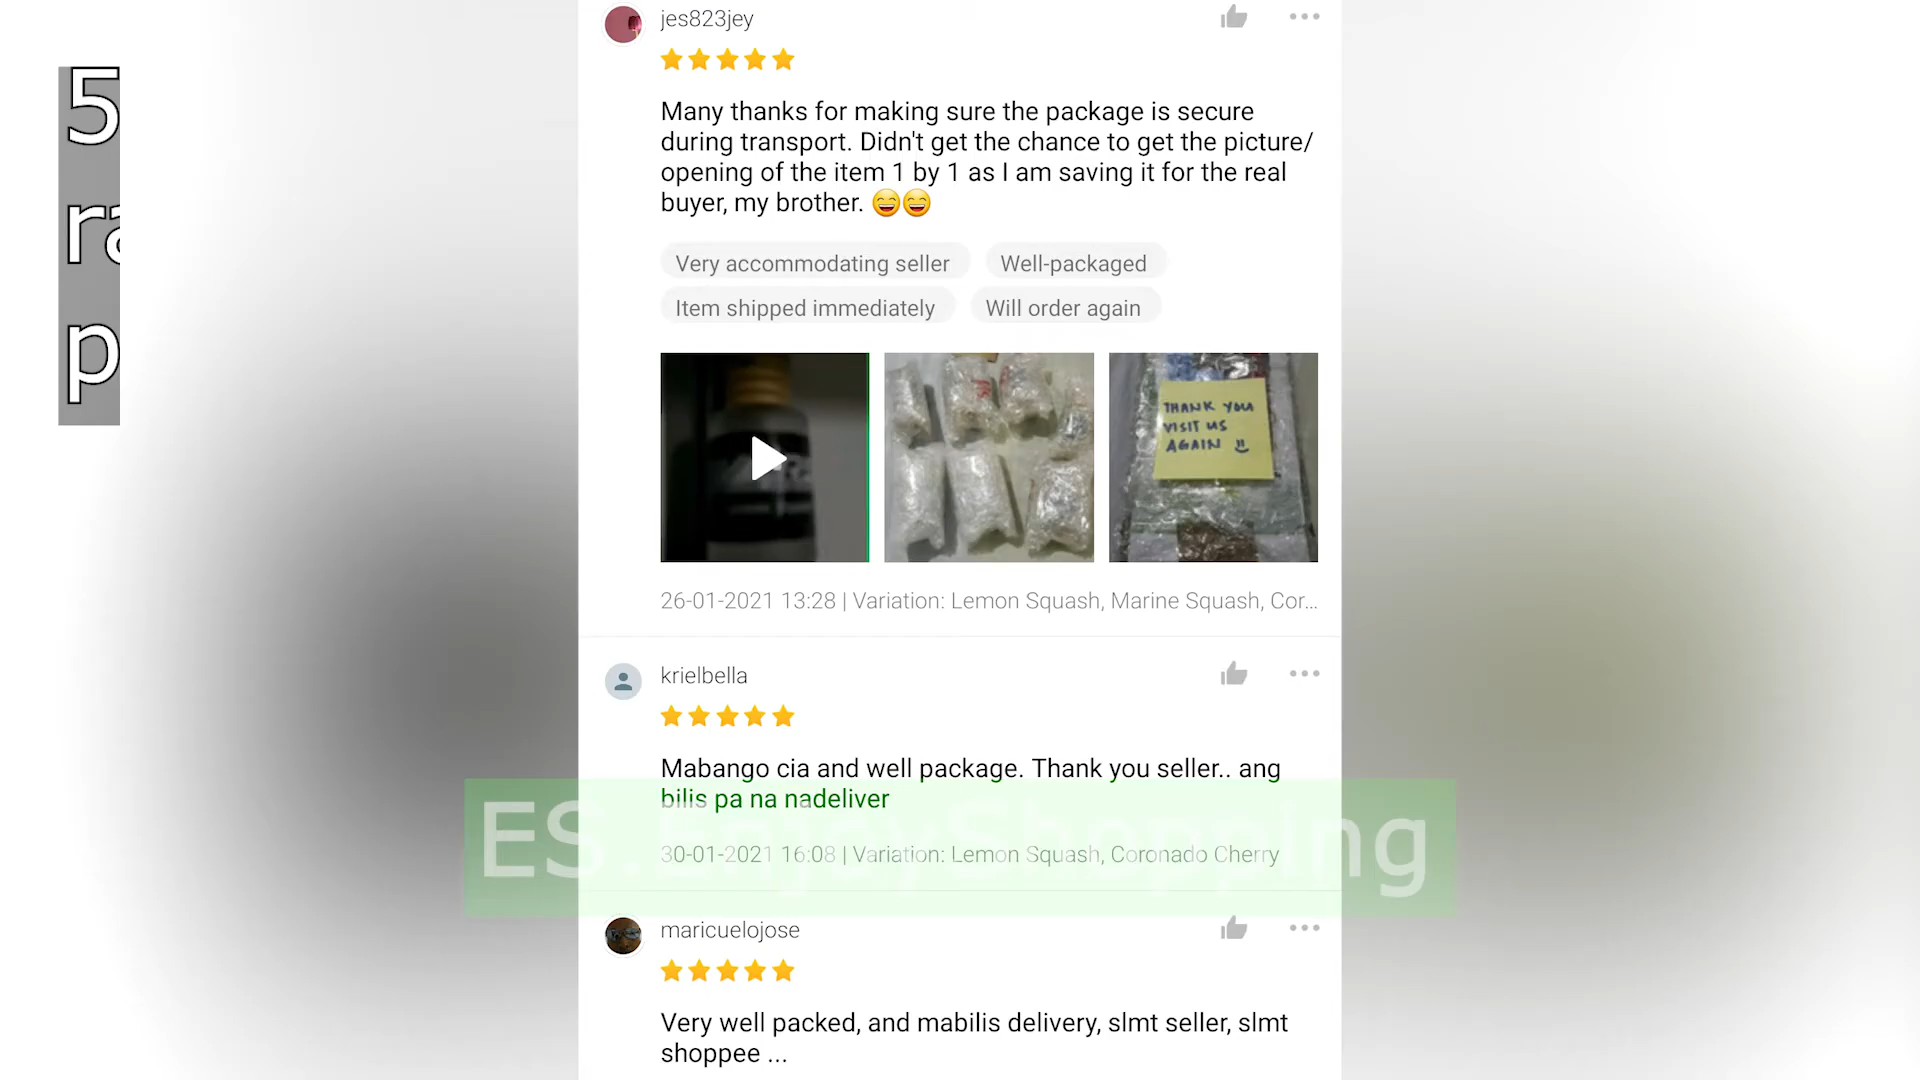 5
ra
p
jes823jey
Many thanks for making sure the package is secure
during transport. Didn't get the chance to get the picture/
opening of the item 1 by 1 as I am saving it for the real
buyer, my brother. 😄😄
Very accommodating seller
Well-packaged
Item shipped immediately
Will order again
THANK YOU
VISIT US
AGAIN
26-01-2021 13:28 | Variation: Lemon Squash, Marine Squash, Cor...
krielbella
Mabango cia and well package. Thank you seller.. ang
bilis pa na nadeliver
ES.EnjoyShopping
30-01-2021 16:08 | Variation: Lemon Squash, Coronado Cherry
maricuelojose
Very well packed, and mabilis delivery, slmt seller, slmt
shoppee ...